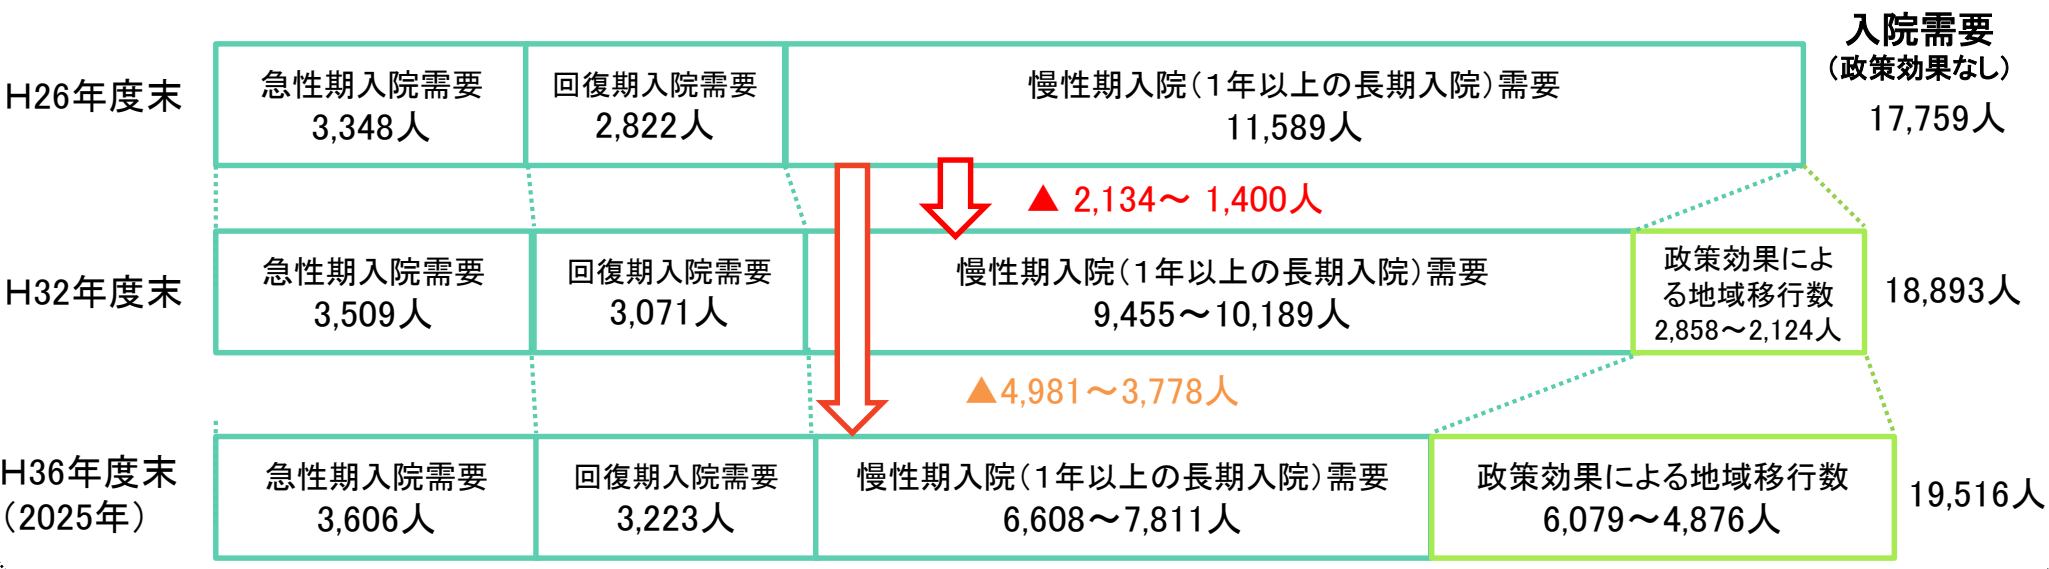 入院需要
（政策効果なし）
H26年度末
急性期入院需要
3,348人
回復期入院需要
2,822人
慢性期入院（１年以上の長期入院）需要
11,589人
17,759人
▲ 2,134～ 1,400人
H32年度末
急性期入院需要
3,509人
回復期入院需要
3,071人
慢性期入院（１年以上の長期入院）需要
9,455～10,189人
政策効果によ
る地域移行数
2,858～2,124人
18,893人
▲4,981～3,778人
H36年度末
（2025年）
急性期入院需要
3,606人
回復期入院需要
3,223人
慢性期入院（１年以上の長期入院）需要
6,608～7,811人
政策効果による地域移行数
6,079～4,876人
19,516人